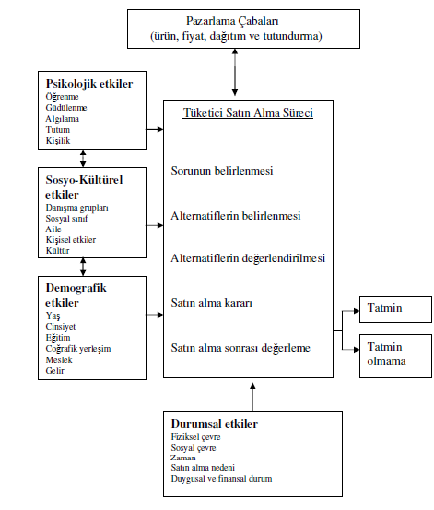 Pazarlama Çabaları
(ürün, fiyat, dağıtım ve tutundurma)
Psikolojik etkiler
Öğrenme
Güdülenme
Algılama
Tutum
Kişilik
Sosyo-Kültürel
etkiler
Danışma grupları
Sosyal sınıf
Aile
Kişisel etkiler
Kültür
Demografik
etkiler
Yaş
Cinsiyet
Eğitim
Coğrafik yerleşim
Meslek
Gelir
Tüketici Satın Alma Süreci
Sorunun belirlenmesi
Alternatiflerin belirlenmesi
Alternatiflerin değerlendirilmesi
Satın alma kararı
Satın alma sonrası değerleme
Tatmin
Tatmin
olmama
Durumsal etkiler
Fiziksel çevre
Sosyal çevre
Zaman
Satın alma nedeni
Duygusal ve finansal durum